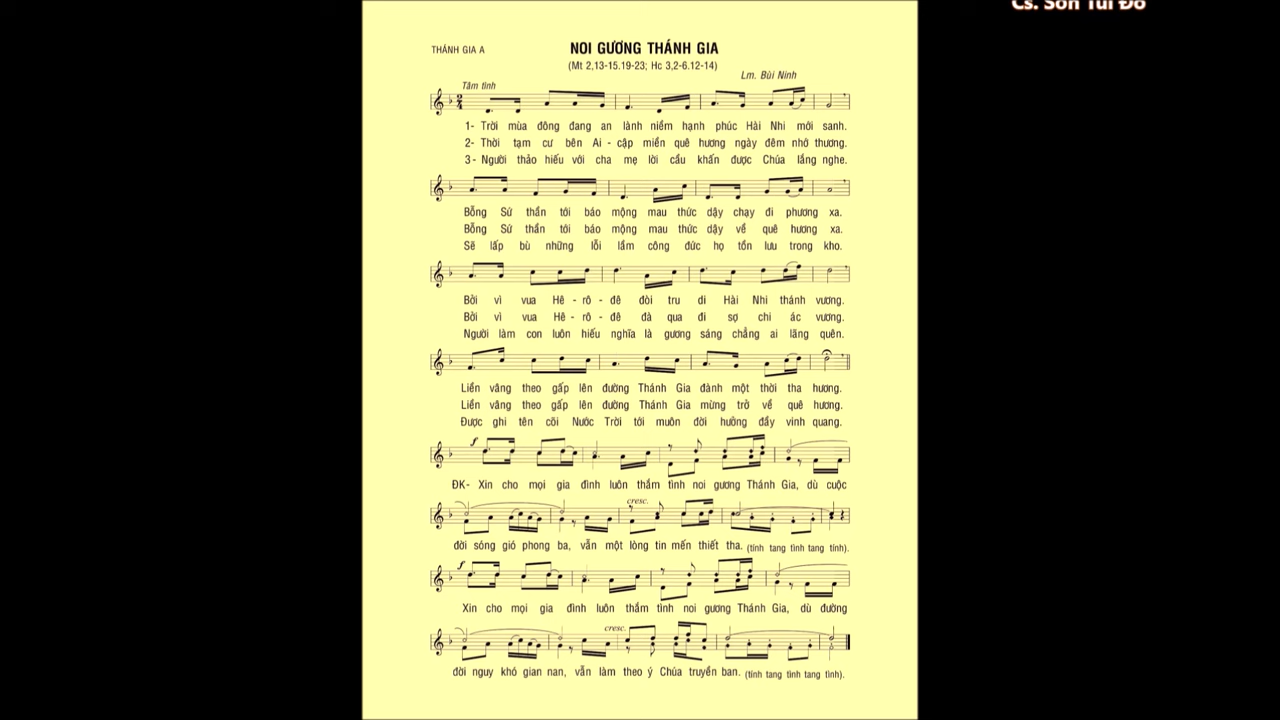 Cs. Sơn Túi Đỏ
THÁNH GIA A
NOI GƯƠNG THÁNH GIA
(Mt 2,13-15.19-23; Hc 3,2-6.12-14)
Lm. Bùi Ninh
Tâm tình
1- Trời mùa đông đang an lành niềm hạnh phúc Hài Nhi mới sanh.
2- Thời tạm cư bên Ai - cập miền quê hương ngày đêm nhớ thương.
3- Người thảo hiếu với cha mẹ lời cầu khấn được Chúa lắng nghe.
Bỗng Sứ thần tới báo mộng mau thức dậy chạy đi phương xa.
Bỗng Sứ thần tới báo mộng mau thức dậy về quê hương xa.
Sẽ lấp bù những lỗi lầm công đức họ tồn lưu trong kho.
Bởi vì vua Hê - rô - đê đòi tru di Hài Nhi thánh vương.
Bởi vì vua Hê - rô - đê đà qua đi sợ chi ác vương.
Người làm con luôn hiếu nghĩa là gương sáng chẳng ai lãng quên.
Liền vâng theo gấp lên đường Thánh Gia đành một thời tha hương.
Liền vâng theo gấp lên đường Thánh Gia mừng trở về quê hương.
Được ghi tên cõi Nước Trời tới muôn đời hưởng đầy vinh quang.
f
ĐK- Xin cho mọi gia đình luôn thắm tình noi gương Thánh Gia, dù cuộc
cresc.
đời sóng gió phong ba, vẫn một lòng tin mến thiết tha. (tính tang tình tang tính).
f
Xin cho mọi gia đình luôn thắm tình noi gương Thánh Gia, dù đường
cresc.
đời nguy khó gian nan, vẫn làm theo ý Chúa truyền ban. (tính tang tình tang tình).